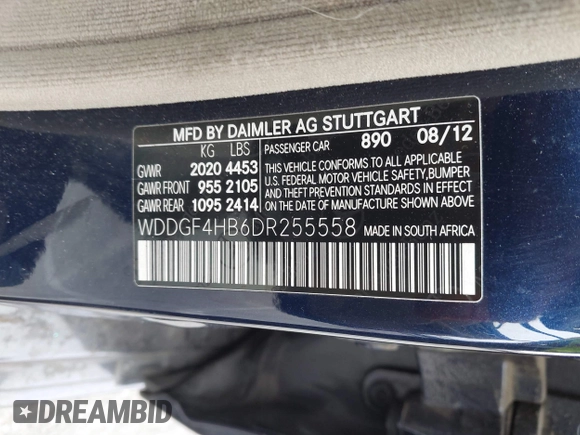 MFD BY DAIMLER AG STUTTGART
KG LBS PASSENGER CAR 890 08/12
GVWR 2020 4453
GAWR FRONT 955 2105
GAWR REAR 1095 2414
THIS VEHICLE CONFORMS TO ALL APPLICABLE
U.S. FEDERAL MOTOR VEHICLE SAFETY, BUMPER
AND THEFT PREVENTION STANDARDS IN EFFECT
ON THE DATE OF MANUFACTURE SHOWN ABOVE.
WDDGF4HB6DR255558 MADE IN SOUTH AFRICA
DREAMBID